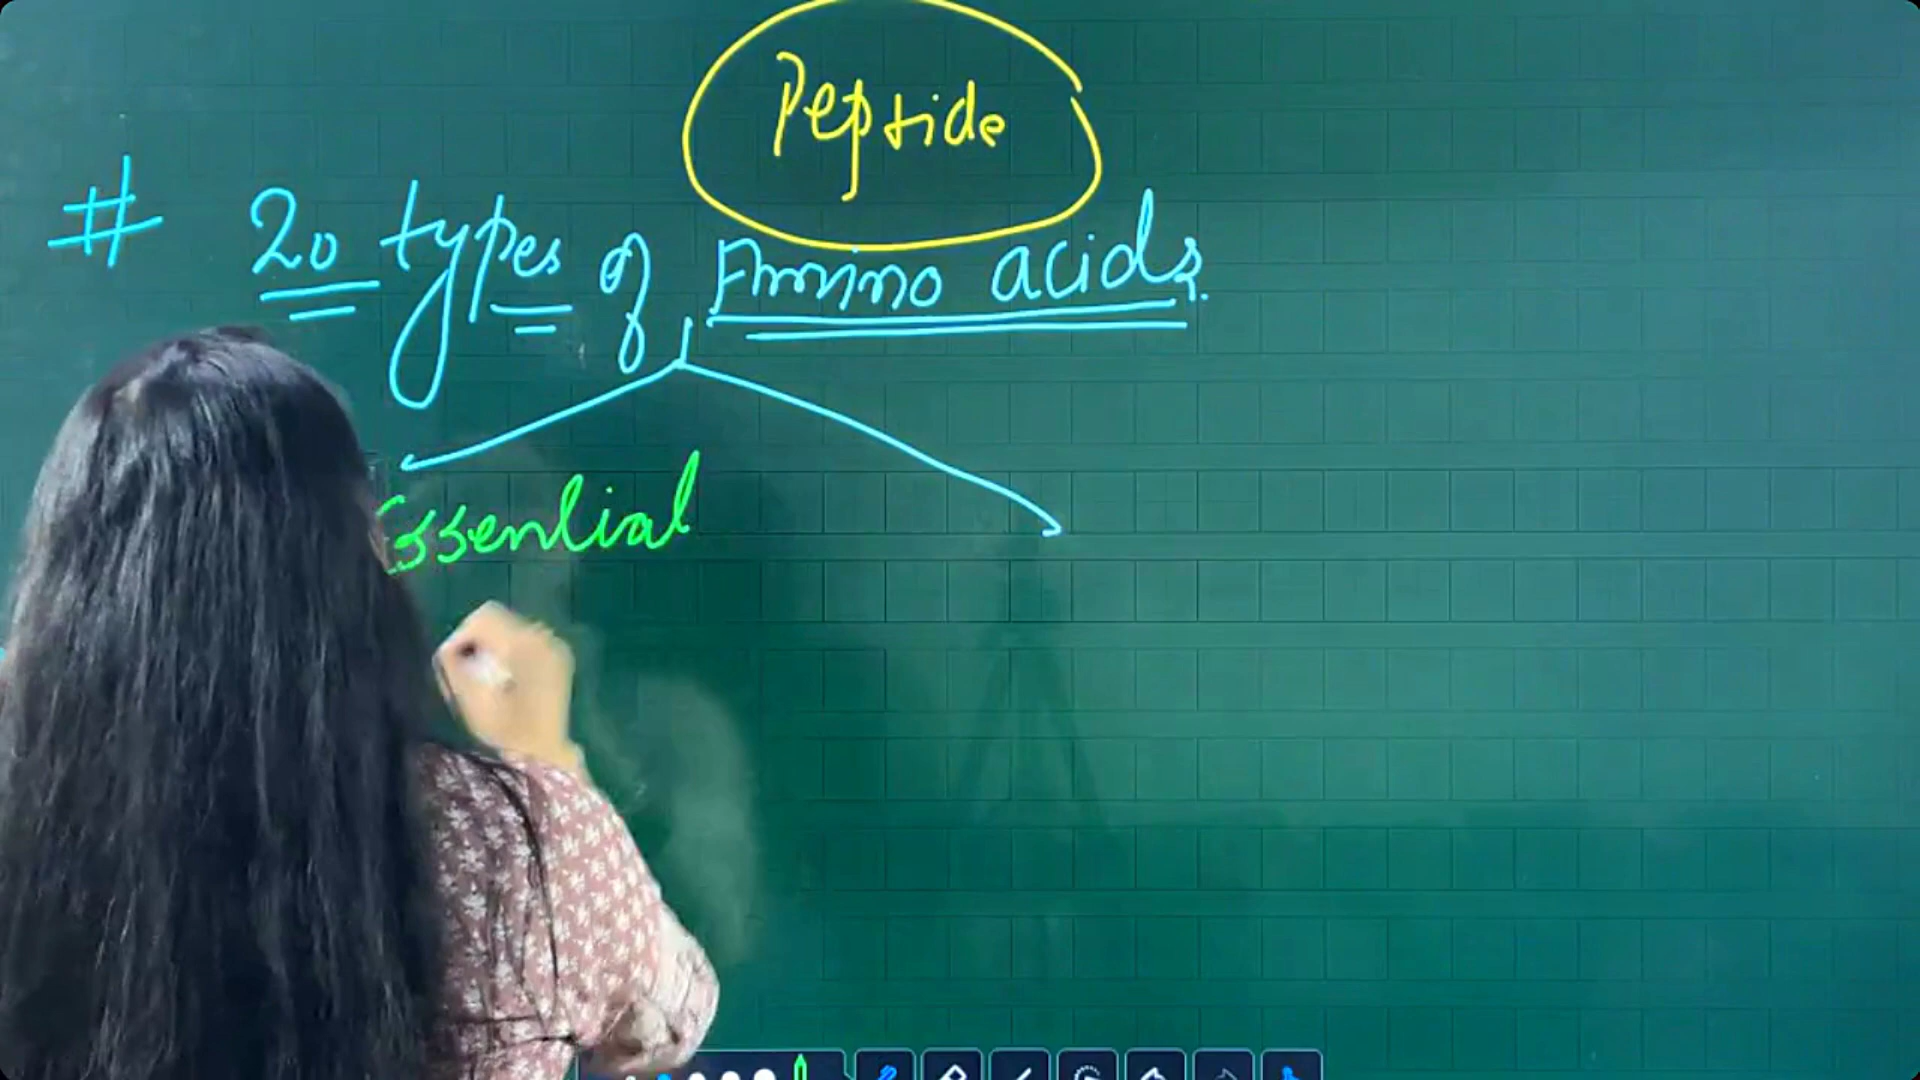 Peptide
# 20 types of Amino acids.
Essential